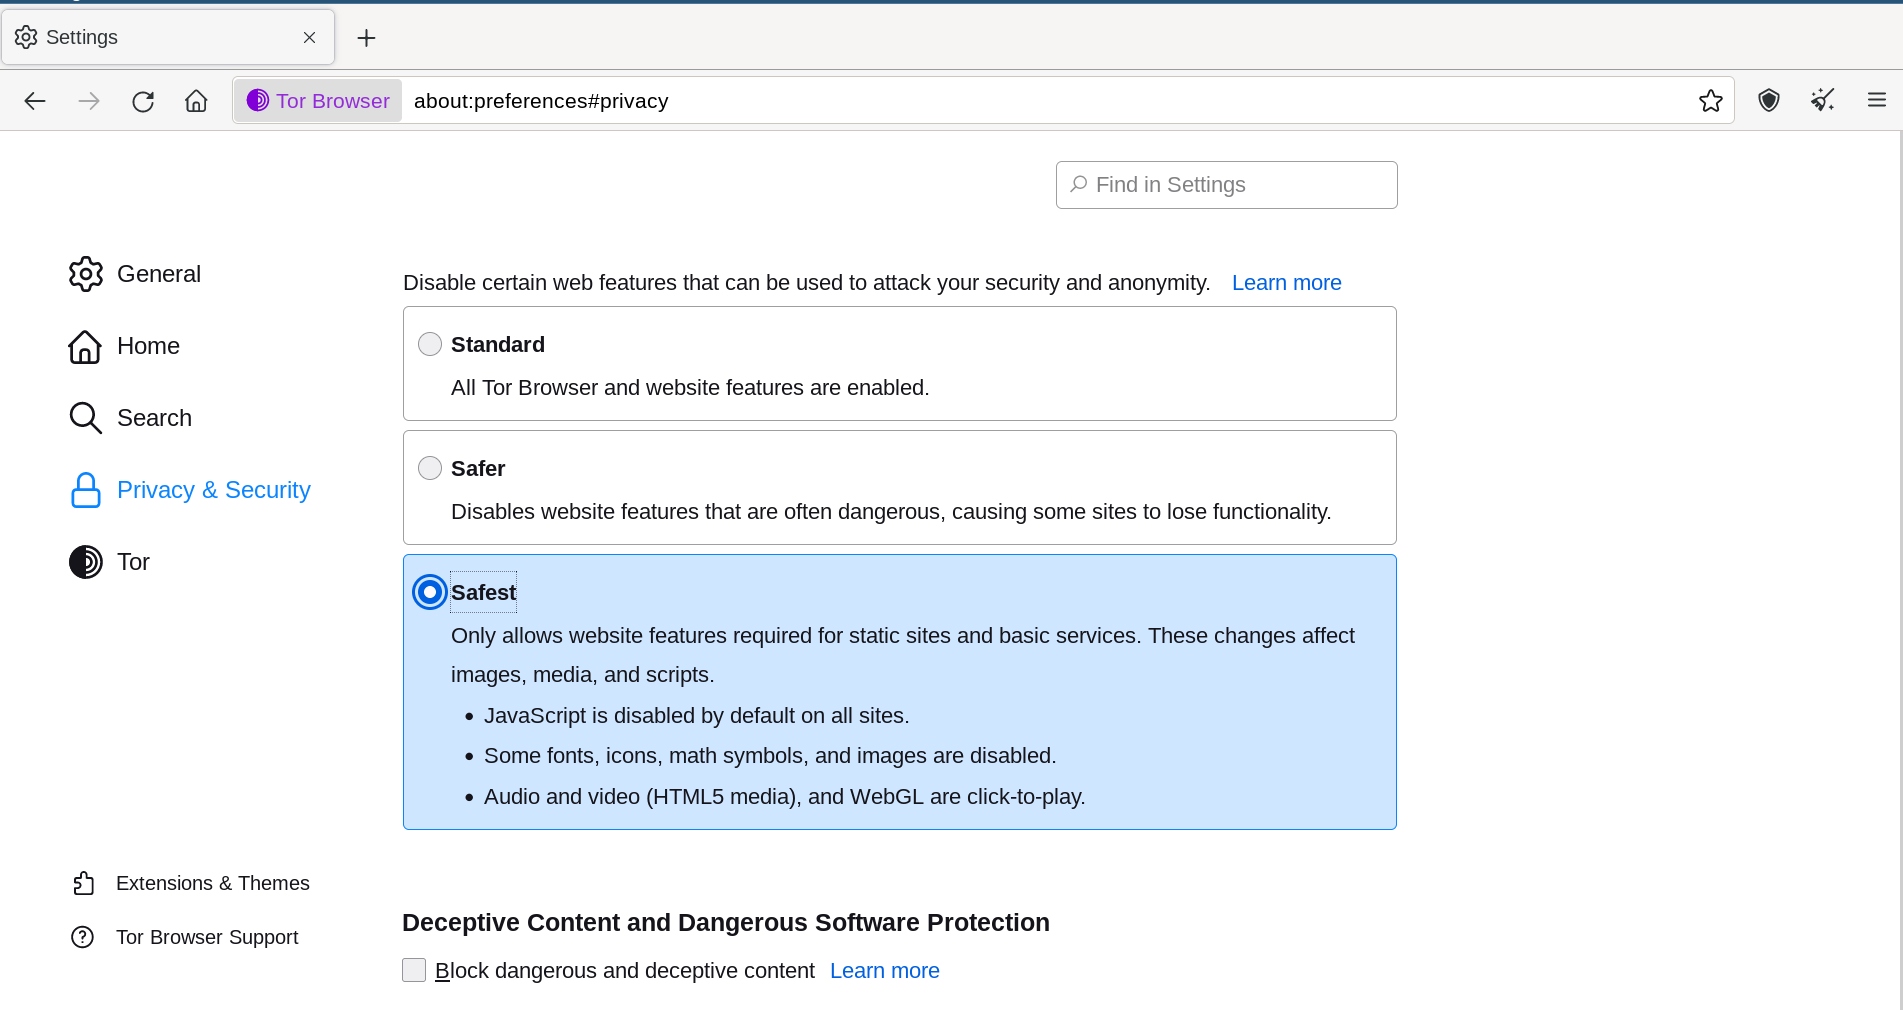 Settings
Tor Browser about:preferences#privacy
Find in Settings
General
Home
Search
Privacy & Security
Tor
Disable certain web features that can be used to attack your security and anonymity. Learn more
Standard
All Tor Browser and website features are enabled.
Safer
Disables website features that are often dangerous, causing some sites to lose functionality.
Safest
Only allows website features required for static sites and basic services. These changes affect
images, media, and scripts.
• JavaScript is disabled by default on all sites.
• Some fonts, icons, math symbols, and images are disabled.
• Audio and video (HTML5 media), and WebGL are click-to-play.
Extensions & Themes
Tor Browser Support
Deceptive Content and Dangerous Software Protection
Block dangerous and deceptive content Learn more